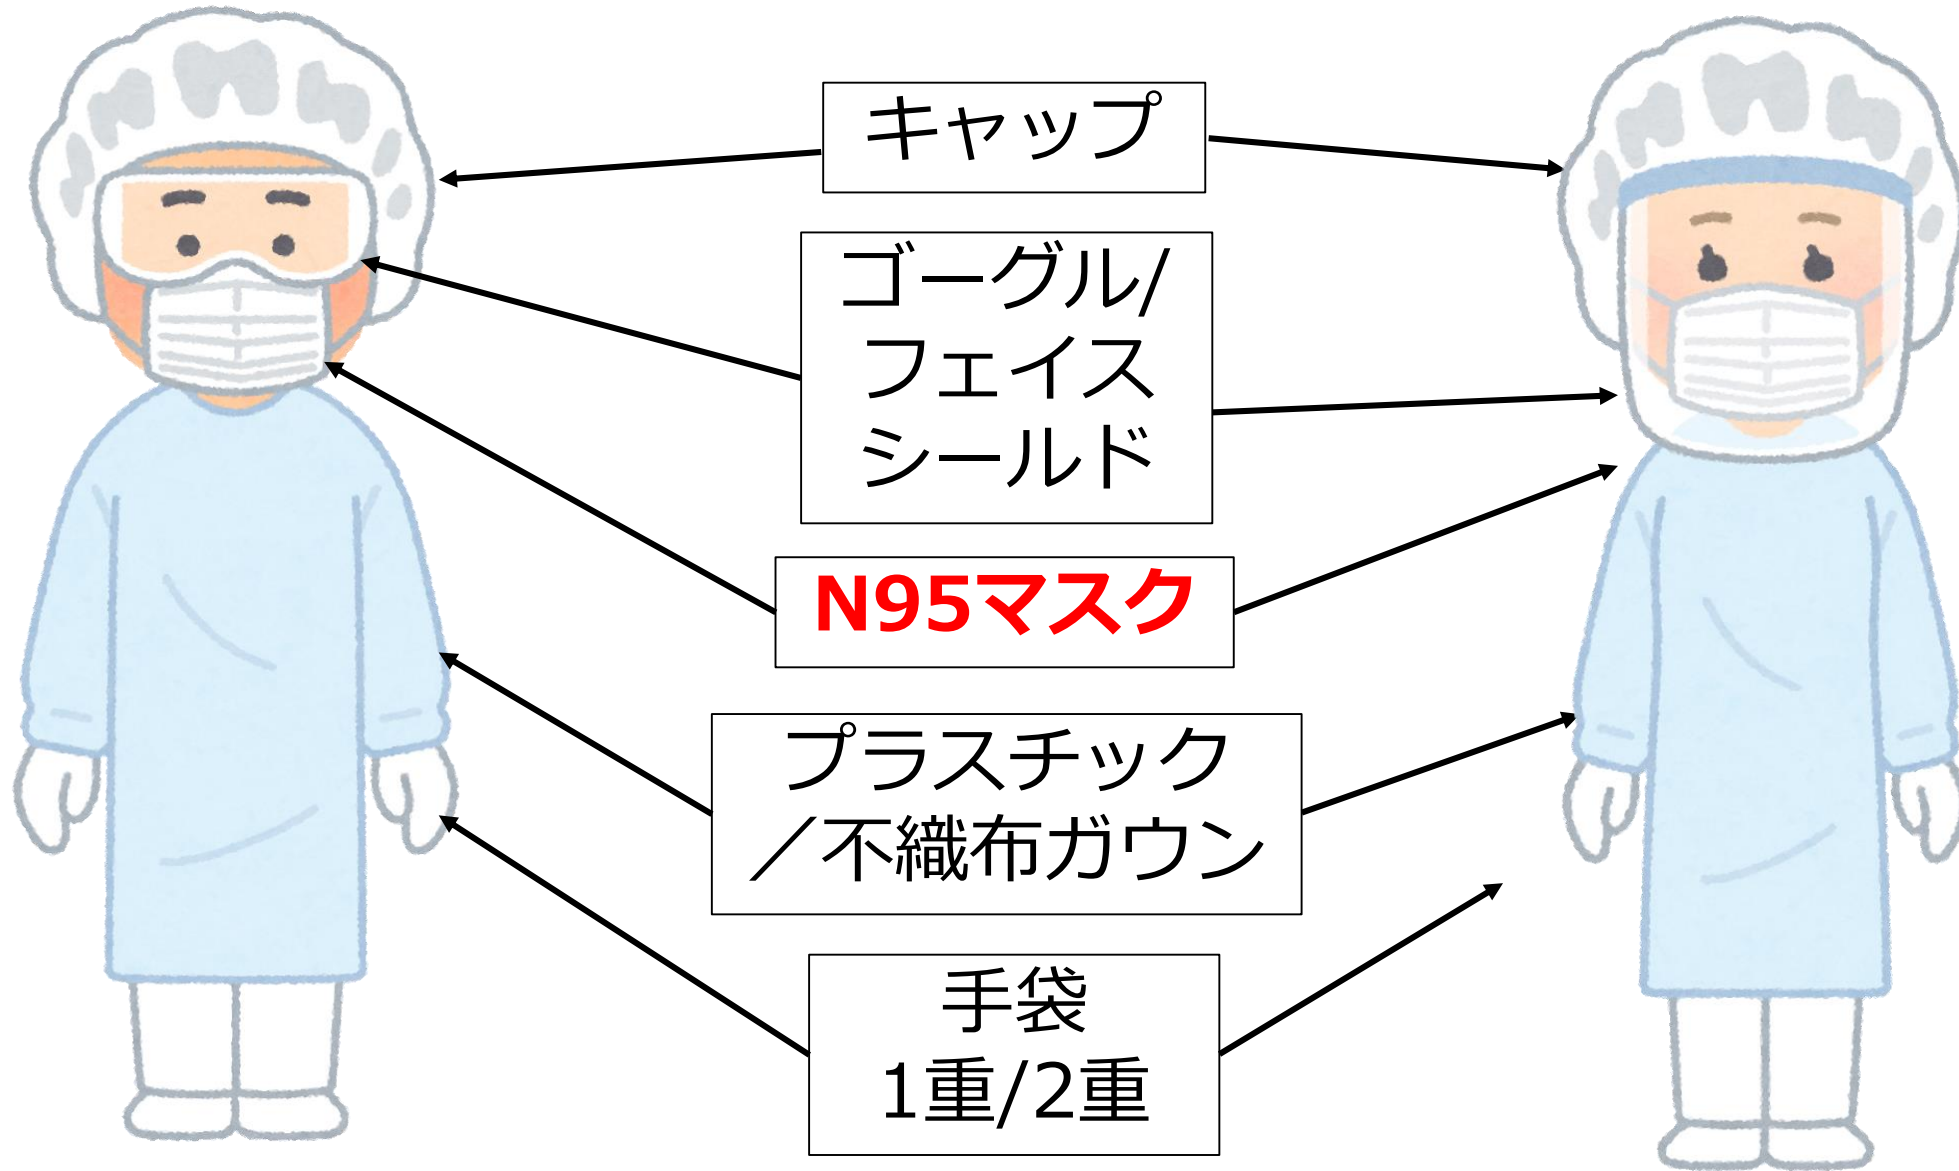 キャップ
ゴーグル/
フェイス
シールド
N95マスク
プラスチック
／不織布ガウン
手袋
1重/2重